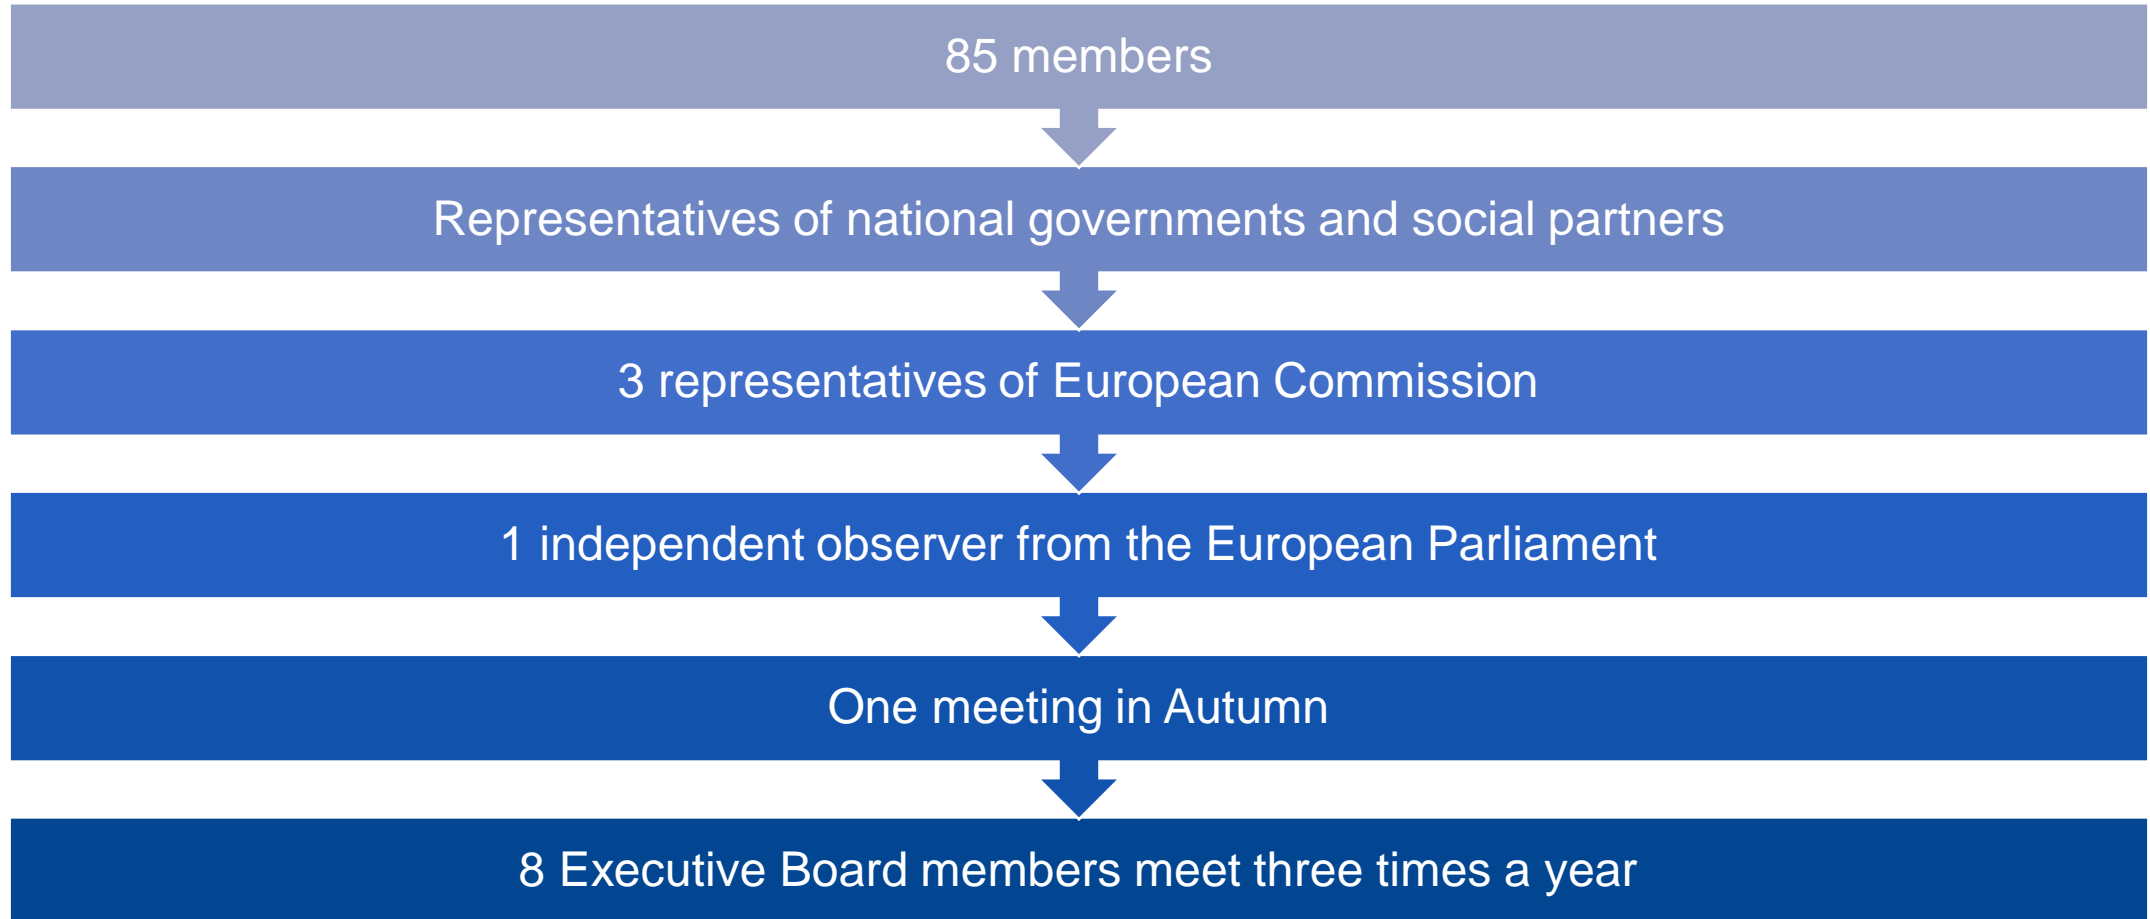 85 members
Representatives of national governments and social partners
3 representatives of European Commission
1 independent observer from the European Parliament
One meeting in Autumn
8 Executive Board members meet three times a year